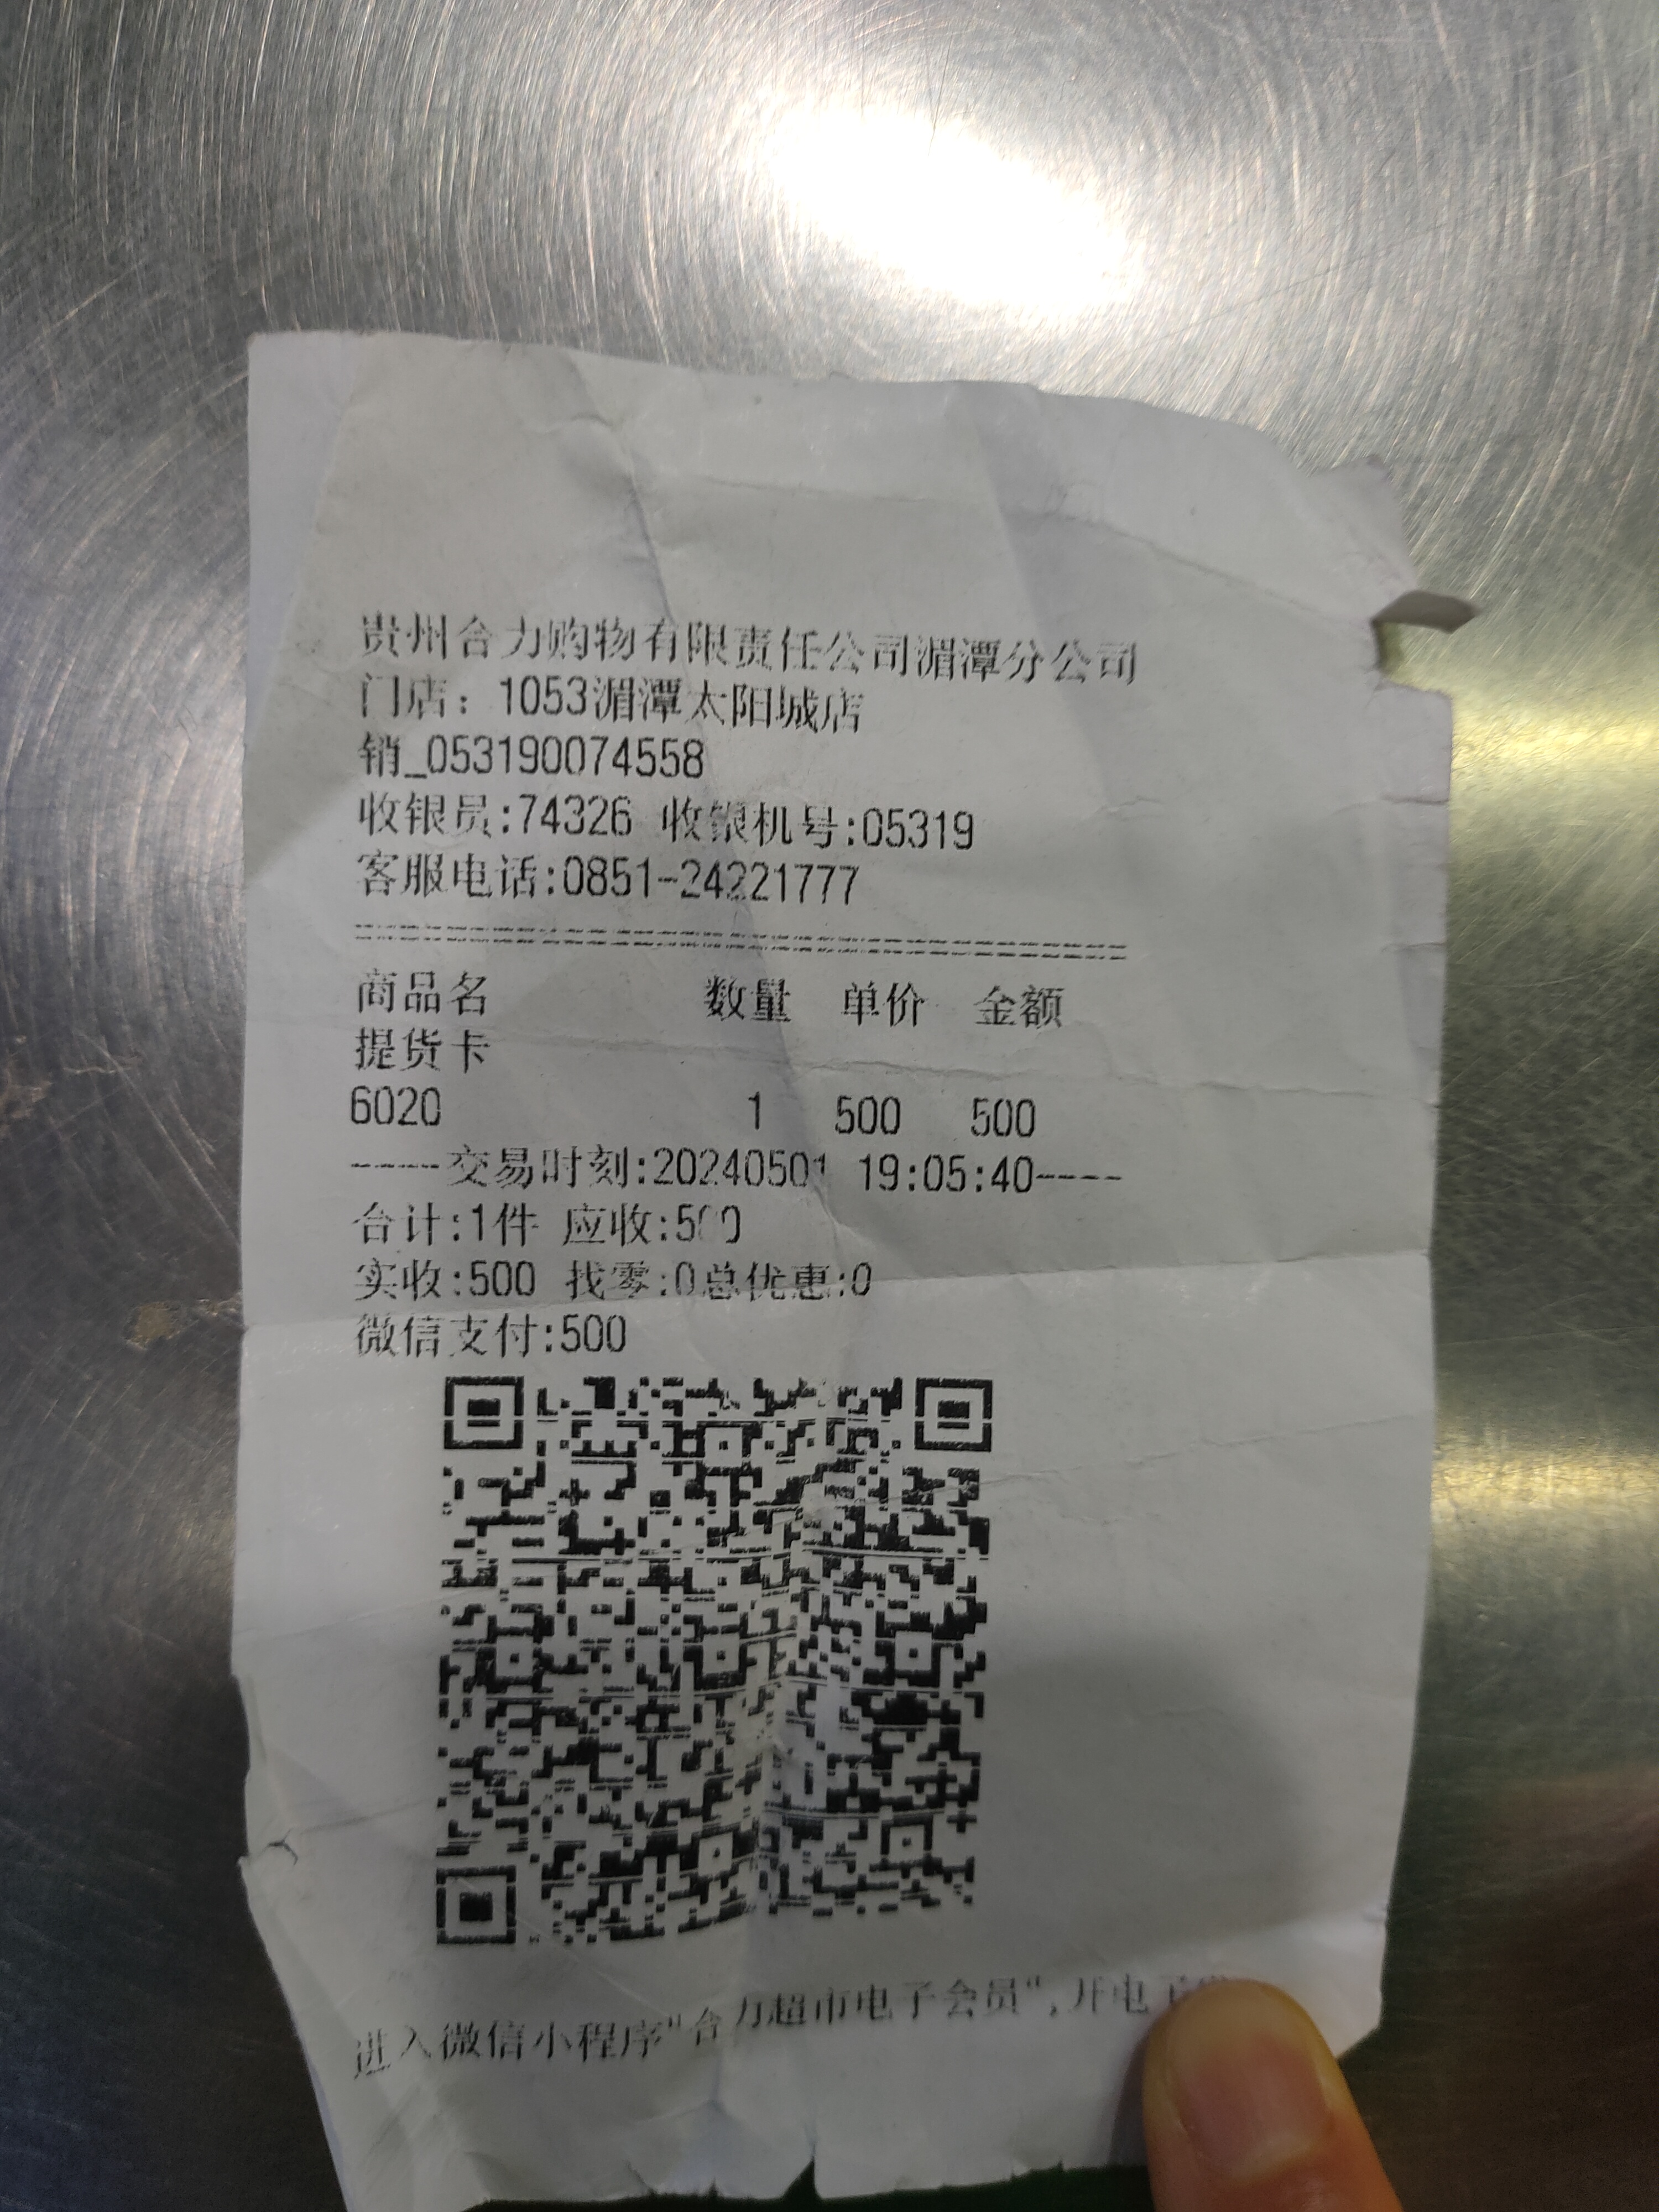 贵州合力购物有限责任公司湄潭分公司
门店：1053湄潭太阳城店
销_053190074558
收银员:74326 收银机号:05319
客服电话:0851-24221777
==================================
商品名 数量 单价 金额
提货卡
6020 1 500 500
----交易时刻:20240501 19:05:40----
合计:1件 应收:500
实收:500 找零:0总优惠:0
微信支付:500
进入微信小程序"合力超市电子会员",开电子